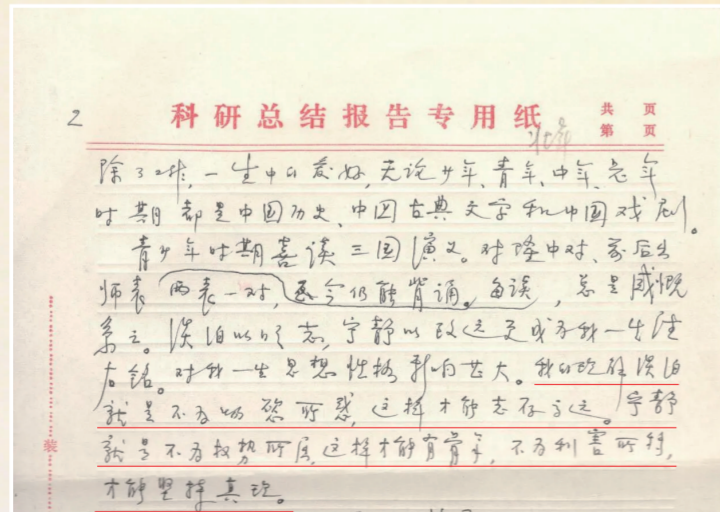 2
科研总结报告专用纸
共 页
第 页
除了工作,一生中的爱好,无论少年、青年、中年、老年
时期都是中国历史、中国古典文学和中国戏剧。
青少年时期喜读三国演义。对隆中对、前后出
师表两表一对,至今仍能背诵。每读,总是感慨
系之。淡泊以明志,宁静以致远更成为我一生座
右铭。对我一生思想性格影响甚大。我的理解淡泊
就是不为物欲所惑,这样才能志存高远。宁静
就是不为权势所屈,这样才能有骨气,不为利害所移,
才能坚持真理。
装